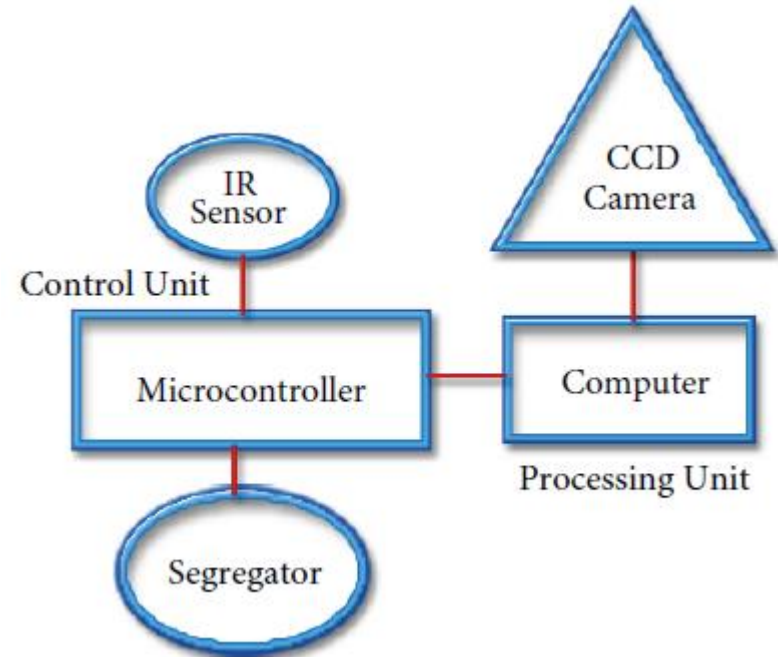 IR
Sensor
CCD
Camera
Control Unit
Microcontroller
Computer
Processing Unit
Segregator